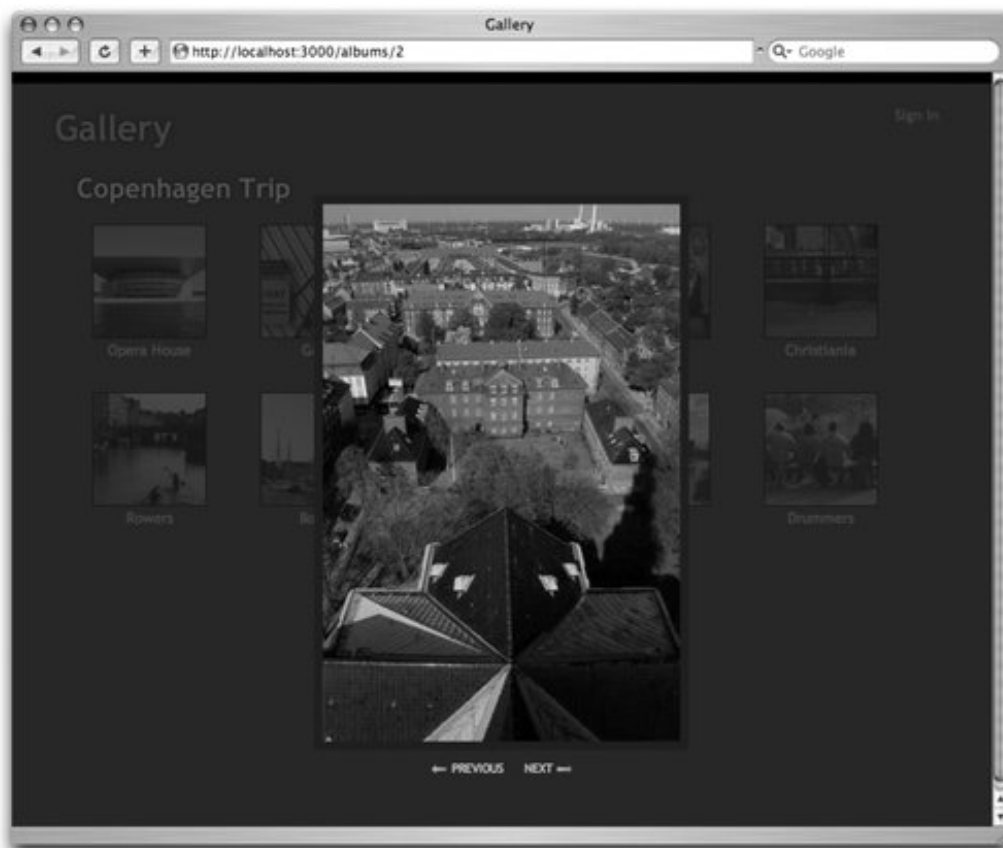 Gallery
http://localhost:3000/albums/2
Google
Gallery
Sign In
Copenhagen Trip
Opera House
Christiania
Rowers
Drummers
← PREVIOUS NEXT →